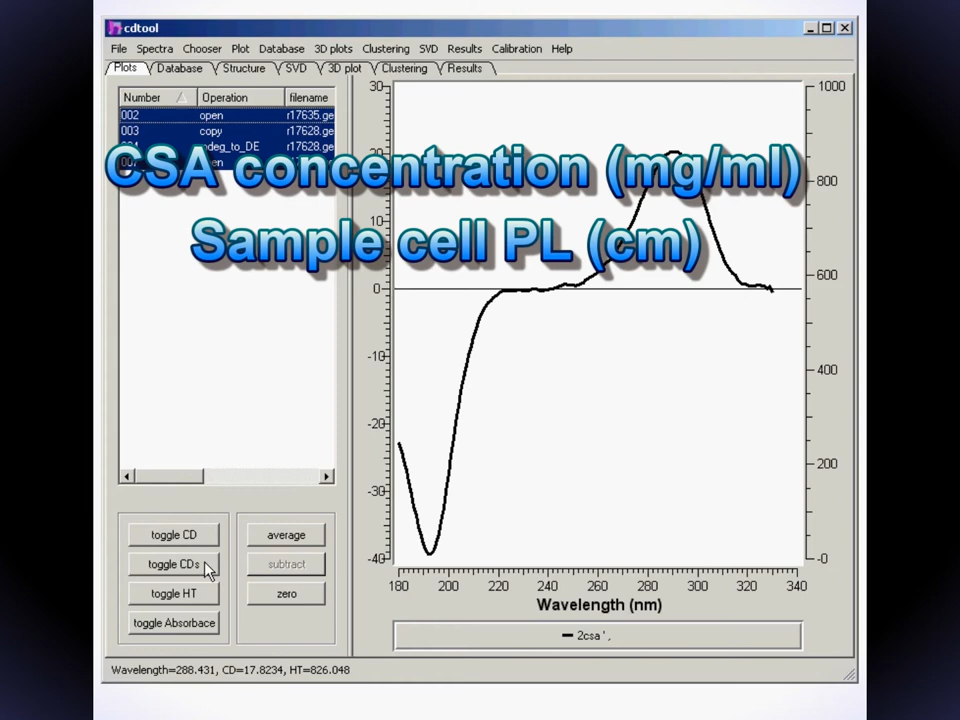 cdtool
File Spectra Chooser Plot Database 3D plots Clustering SVD Results Calibration Help
Plots Database Structure SVD 3D plot Clustering Results
Number Operation filename
002 open r17635.ge
003 copy r17628.ge
mdeg_to_DE r17628.ge
CSA concentration (mg/ml)
Sample cell PL (cm)
30
10
0
-10
-20
-30
-40
1000
800
600
400
200
-0
180 200 220 240 260 280 300 320 340
Wavelength (nm)
2csa ' ,
toggle CD average
toggle CDs subtract
toggle HT zero
toggle Absorbace
Wavelength=288.431, CD=17.8234, HT=826.048